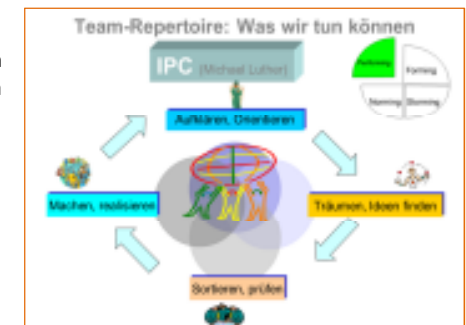 Team-Repertoire: Was wir tun können
IPC (Michael Luther)
Performing
Forming
Norming
Storming
Aufklären, Orientieren
Machen, realisieren
Träumen, Ideen finden
Sortieren, prüfen